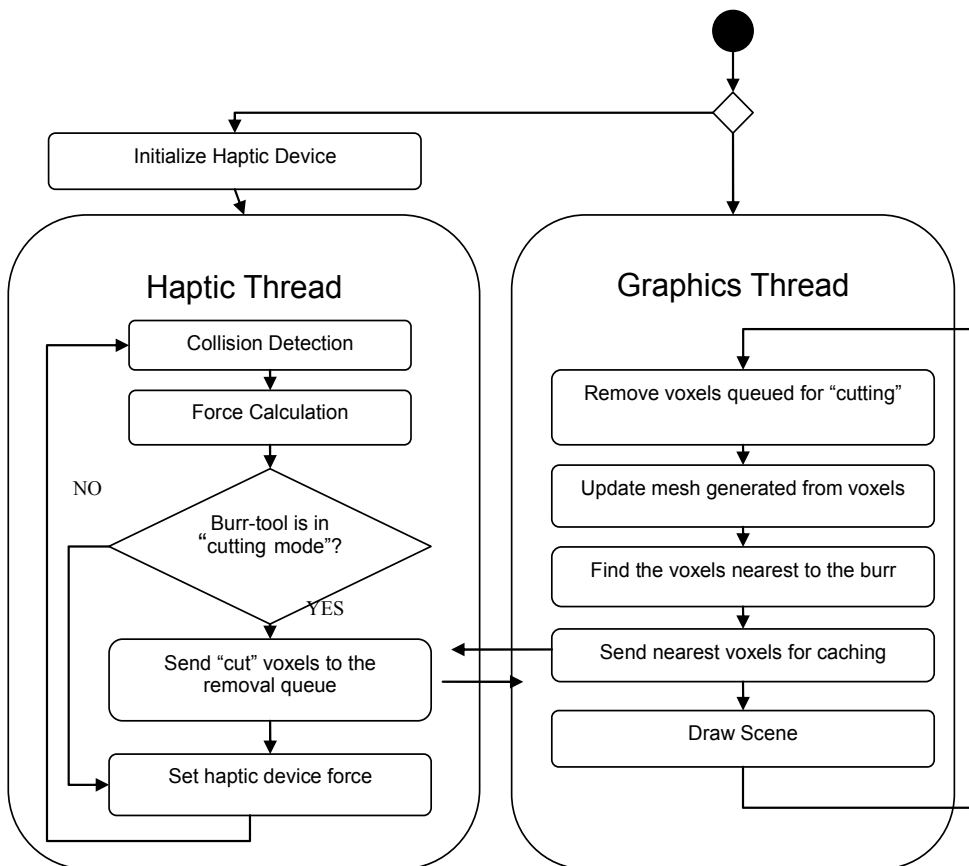 Initialize Haptic Device
Haptic Thread
Collision Detection
Force Calculation
NO
Burr-tool is in
“cutting mode”?
YES
Send “cut” voxels to the
removal queue
Set haptic device force
Graphics Thread
Remove voxels queued for “cutting”
Update mesh generated from voxels
Find the voxels nearest to the burr
Send nearest voxels for caching
Draw Scene